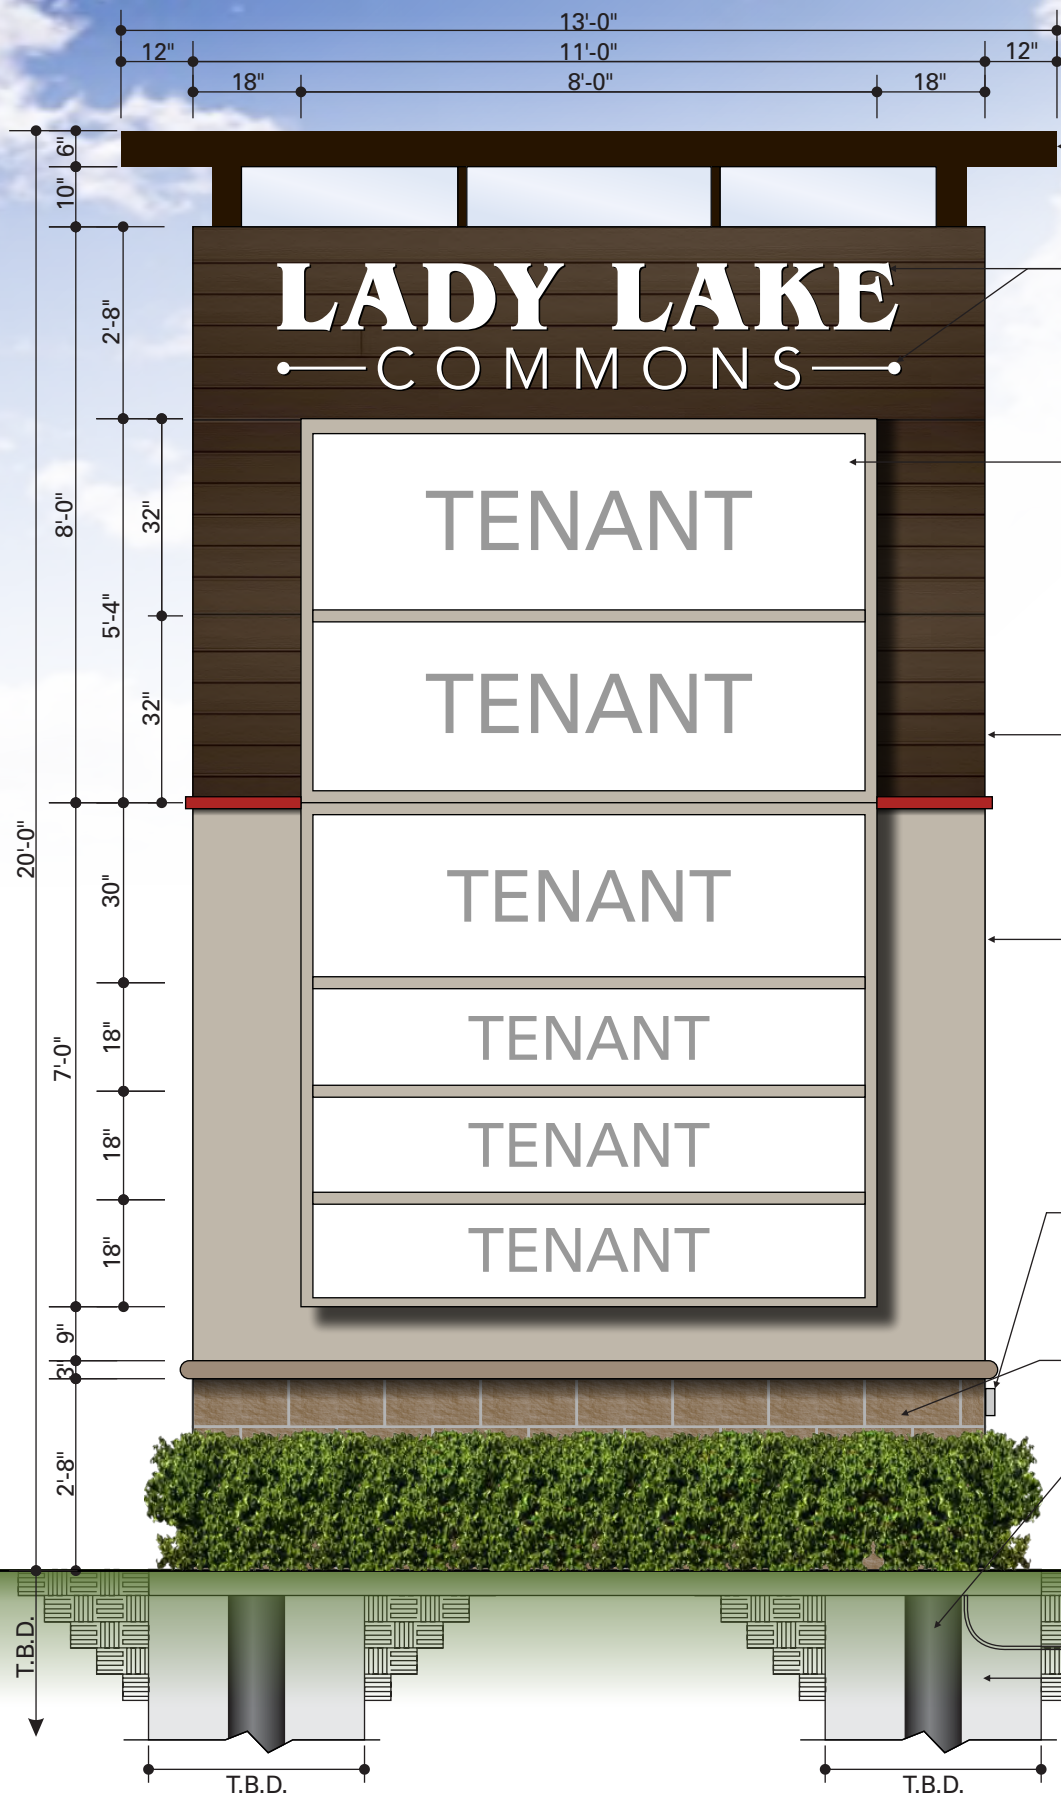 13'-0"
12" 11'-0" 12"
18" 8'-0" 18"
6"
10"
2'-8"
LADY LAKE
COMMONS
8'-0"
32"
TENANT
5'-4"
32"
TENANT
20'-0"
30"
TENANT
7'-0"
18"
TENANT
18"
TENANT
18"
TENANT
9"
3"
2'-8"
T.B.D.
T.B.D. T.B.D.